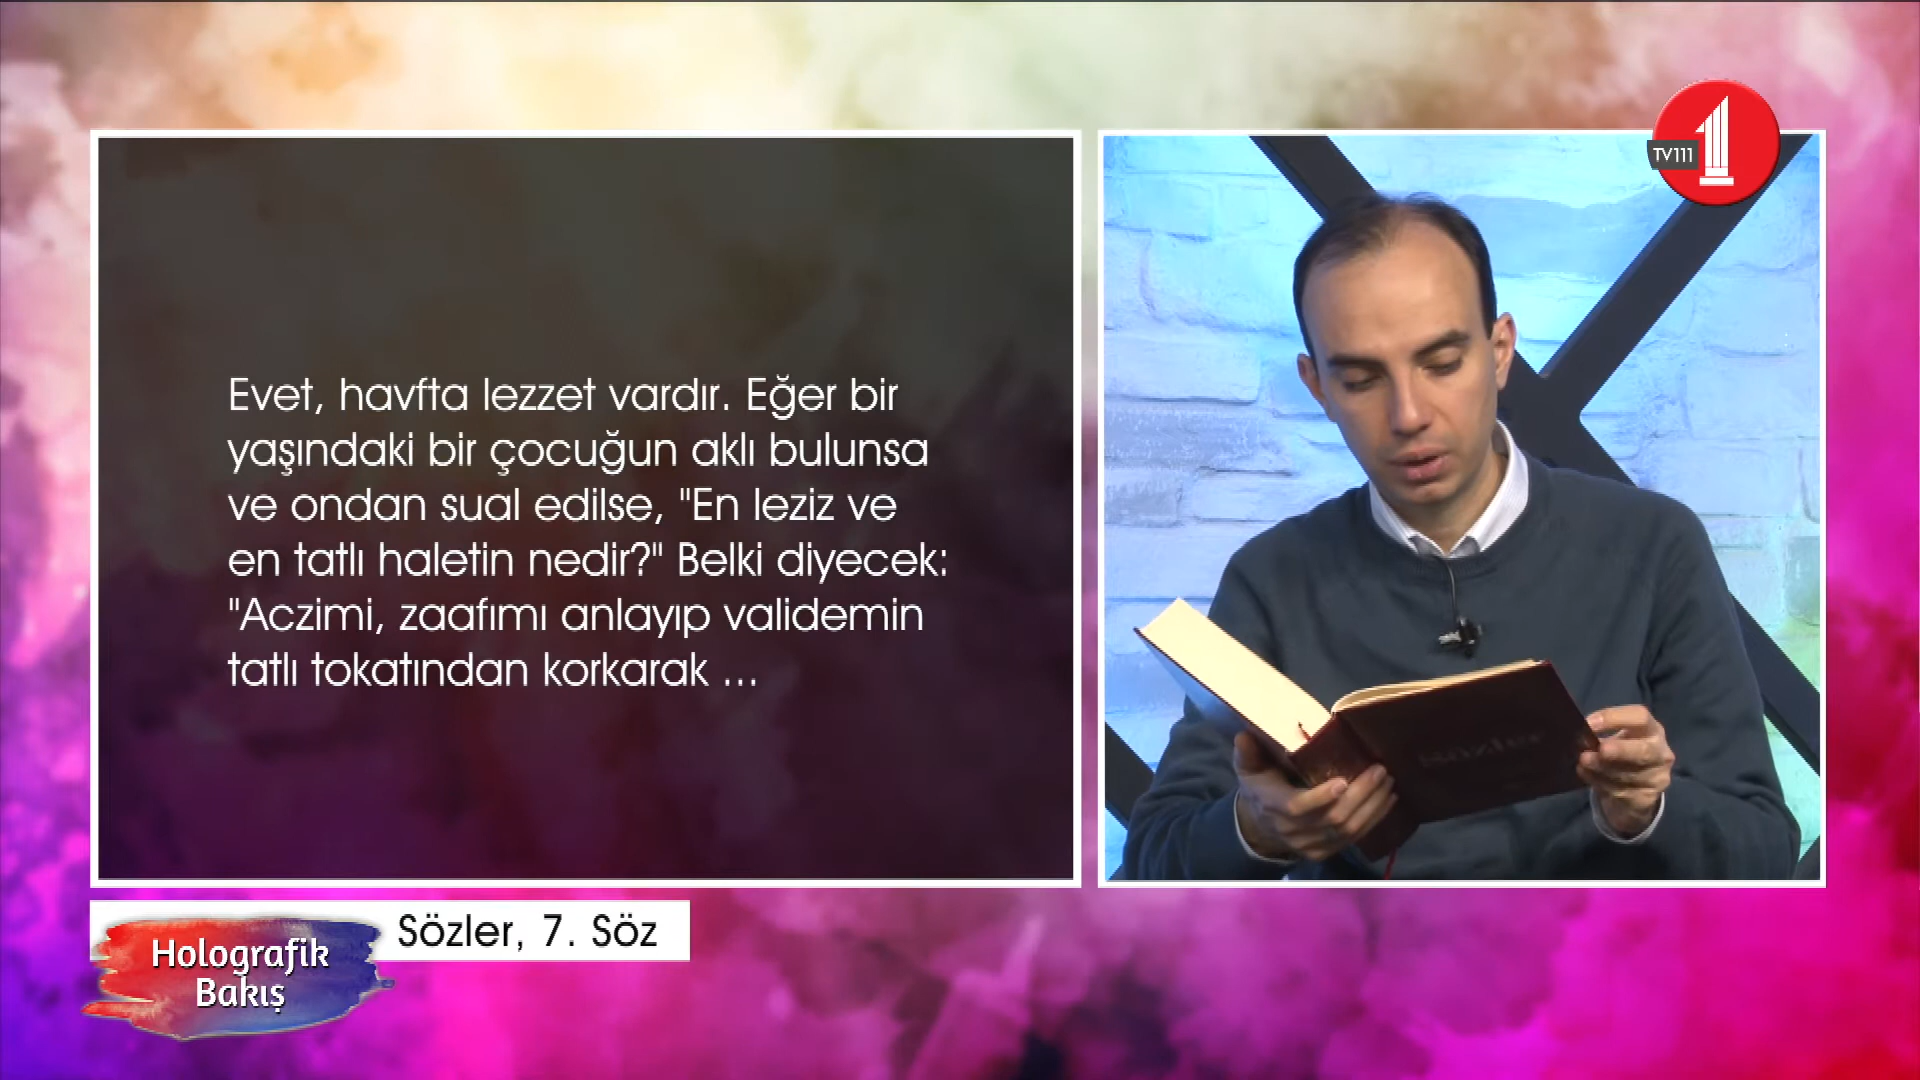 TV111
Evet, havfta lezzet vardır. Eğer bir
yaşındaki bir çocuğun aklı bulunsa
ve ondan sual edilse, "En leziz ve
en tatlı haletin nedir?" Belki diyecek:
"Aczimi, zaafımı anlayıp validemin
tatlı tokatından korkarak ...
SÖZLER
Sözler, 7. Söz
Holografik
Bakış